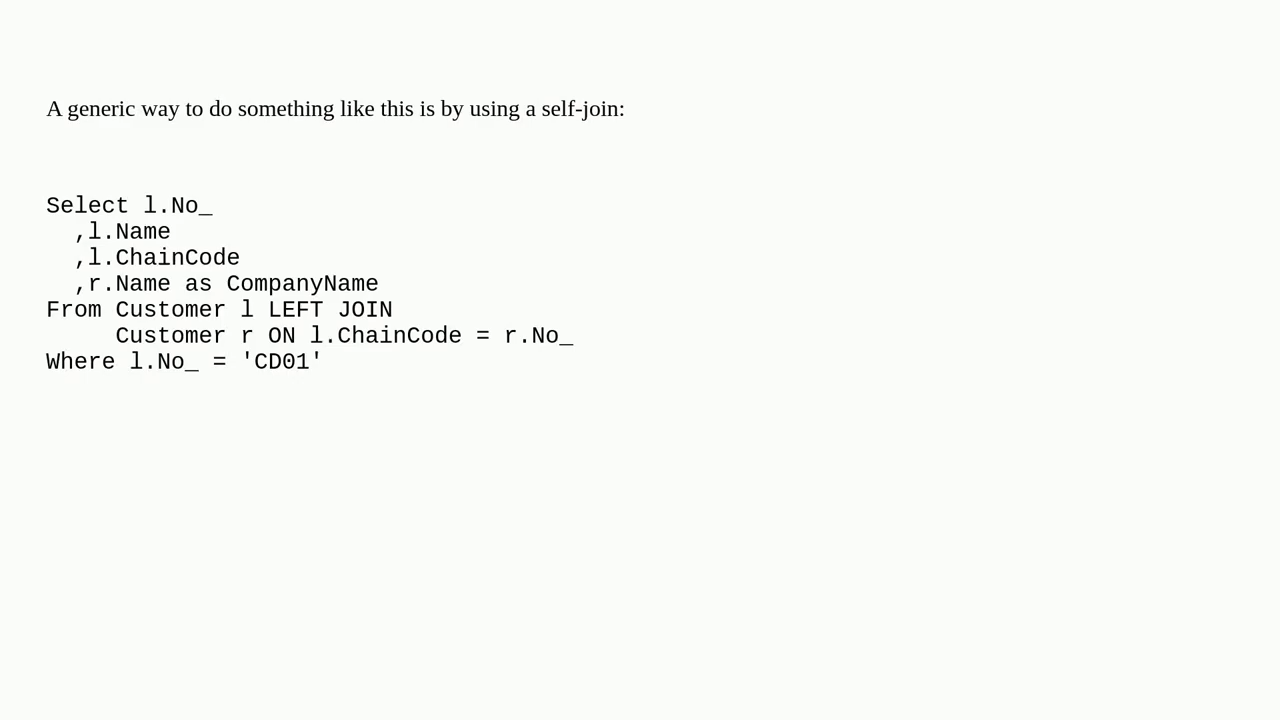 A generic way to do something like this is by using a self-join:
Select l.No_
  ,l.Name
  ,l.ChainCode
  ,r.Name as CompanyName
From Customer l LEFT JOIN
     Customer r ON l.ChainCode = r.No_
Where l.No_ = 'CD01'